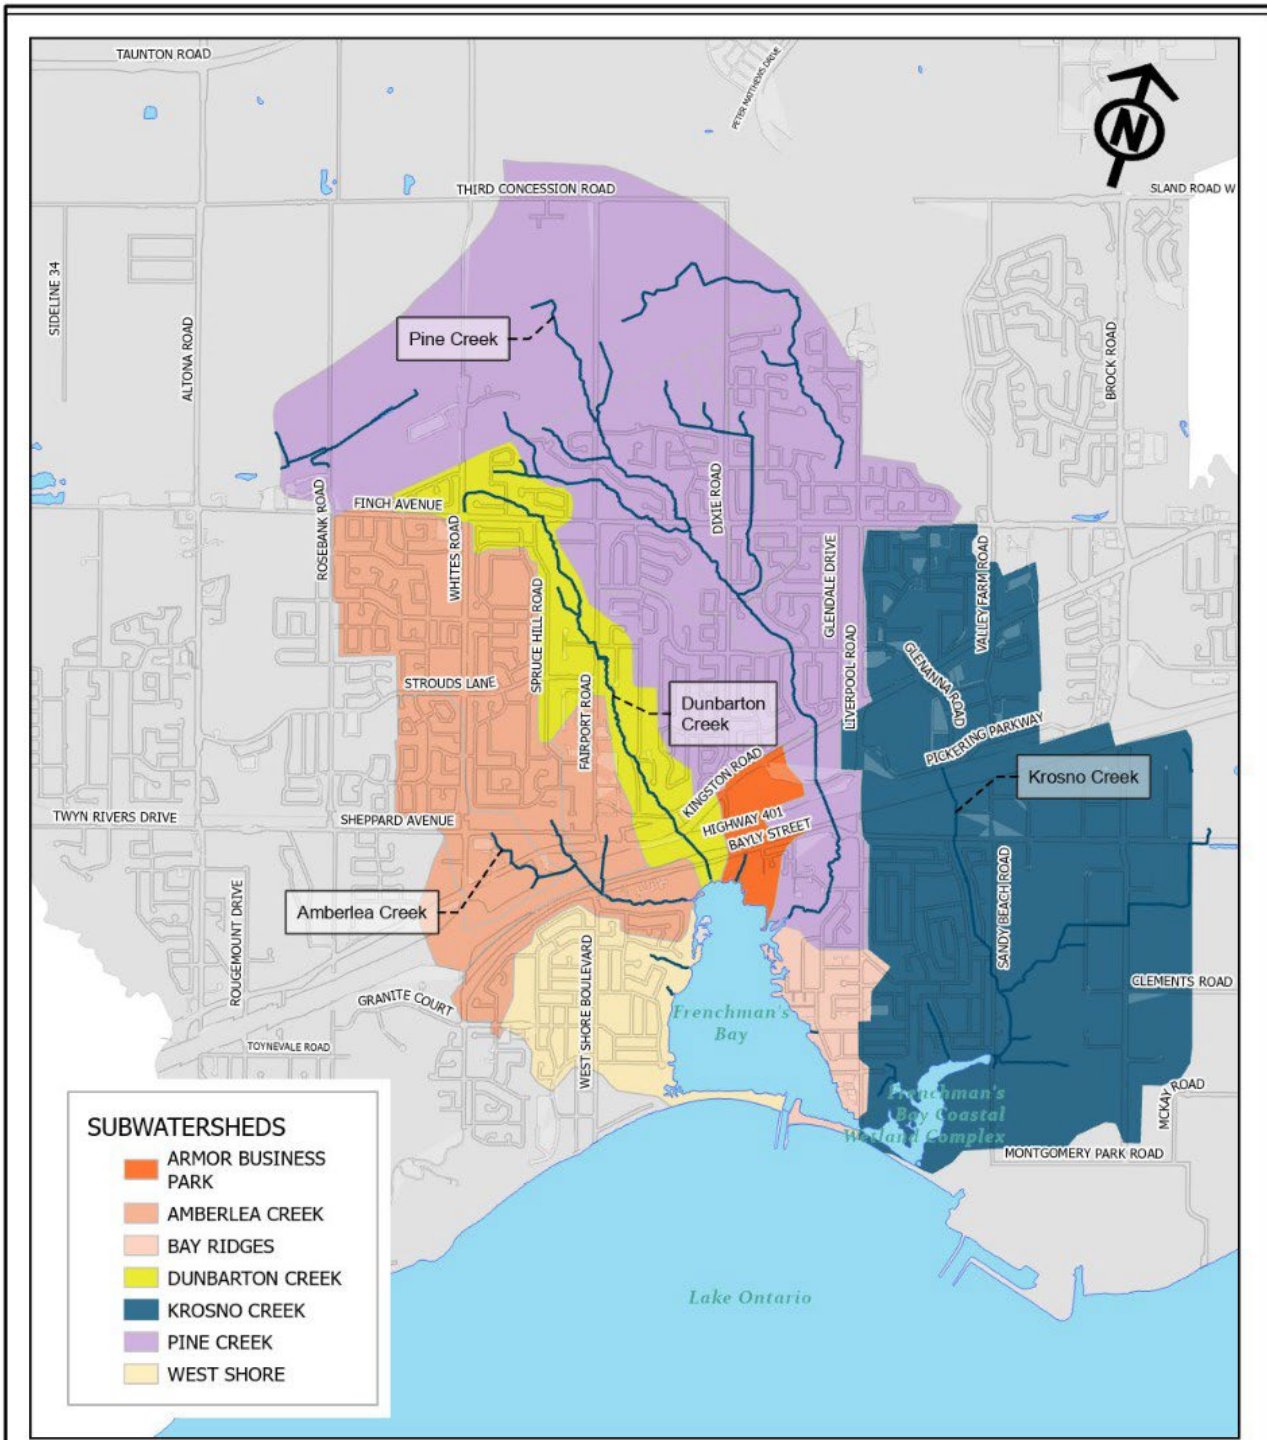 TAUNTON ROAD
PETER MATTHEWS DRIVE
N
THIRD CONCESSION ROAD
SLAND ROAD W
SIDELINE 34
ALTONA ROAD
Pine Creek
BROCK ROAD
ROSEBANK ROAD
FINCH AVENUE
WHITES ROAD
DIXIE ROAD
GLENDALE DRIVE
VALLEY FARM ROAD
SPRUCE HILL ROAD
GLENANNA ROAD
LIVERPOOL ROAD
STROUDS LANE
FAIRPORT ROAD
Dunbarton
Creek
PICKERING PARKWAY
KINGSTON ROAD
Krosno Creek
TWYN RIVERS DRIVE
SHEPPARD AVENUE
HIGHWAY 401
BAYLY STREET
SANDY BEACH ROAD
Amberlea Creek
ROUGEMOUNT DRIVE
WEST SHORE BOULEVARD
CLEMENTS ROAD
GRANITE COURT
Frenchman's
Bay
TOYNEVALE ROAD
MCKAY ROAD
Frenchman's
Bay Coastal
Wetland Complex
MONTGOMERY PARK ROAD
SUBWATERSHEDS
ARMOR BUSINESS
PARK
AMBERLEA CREEK
BAY RIDGES
DUNBARTON CREEK
KROSNO CREEK
PINE CREEK
WEST SHORE
Lake Ontario